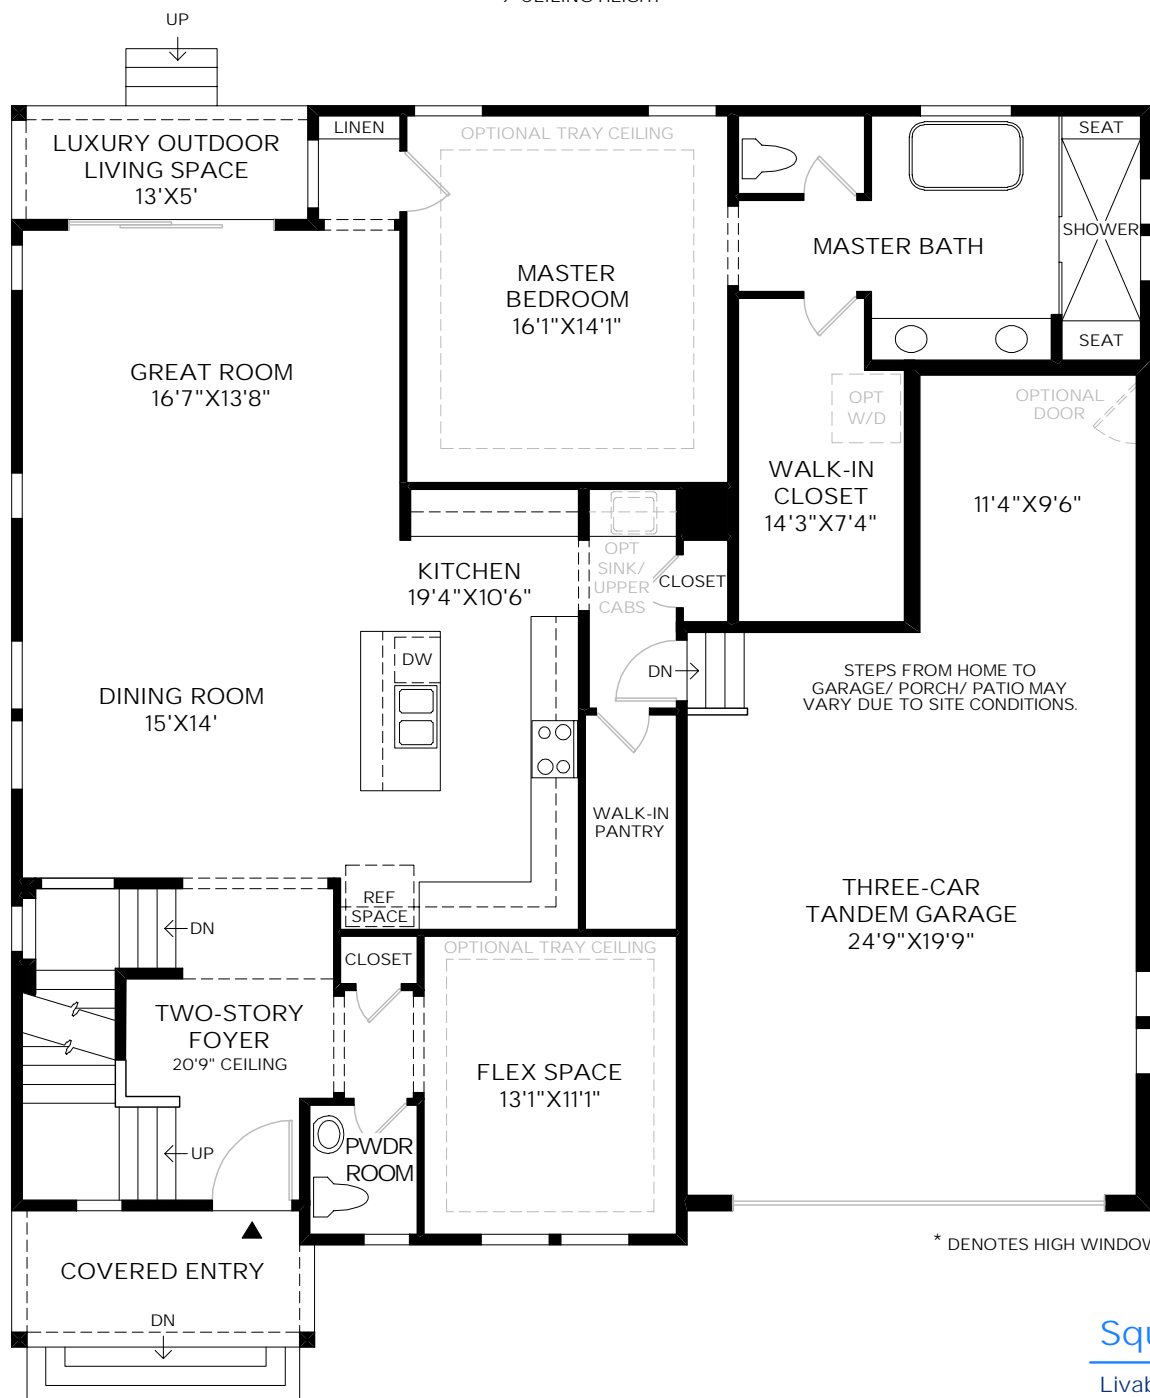 UP
LUXURY OUTDOOR
LIVING SPACE
13'X5'
LINEN
OPTIONAL TRAY CEILING
SEAT
SHOWER
SEAT
MASTER BATH
MASTER
BEDROOM
16'1"X14'1"
GREAT ROOM
16'7"X13'8"
OPT
W/D
OPTIONAL
DOOR
WALK-IN
CLOSET
14'3"X7'4"
11'4"X9'6"
OPT
SINK/
UPPER
CABS
CLOSET
KITCHEN
19'4"X10'6"
DW
DN
STEPS FROM HOME TO
GARAGE/ PORCH/ PATIO MAY
VARY DUE TO SITE CONDITIONS.
DINING ROOM
15'X14'
WALK-IN
PANTRY
REF
SPACE
THREE-CAR
TANDEM GARAGE
24'9"X19'9"
DN
CLOSET
OPTIONAL TRAY CEILING
TWO-STORY
FOYER
20'9" CEILING
FLEX SPACE
13'1"X11'1"
UP
PWDR
ROOM
* DENOTES HIGH WINDOW
COVERED ENTRY
DN
Squ
Livab